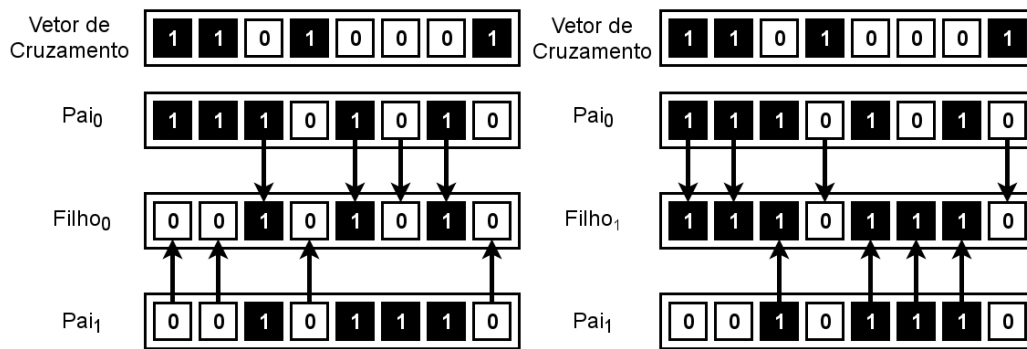 Vetor de
Cruzamento
1 1 0 1 0 0 0 1
Pai0
1 1 1 0 1 0 1 0
Filho0
0 0 1 0 1 0 1 0
Pai1
0 0 1 0 1 1 1 0
Vetor de
Cruzamento
1 1 0 1 0 0 0 1
Pai0
1 1 1 0 1 0 1 0
Filho1
1 1 1 0 1 1 1 0
Pai1
0 0 1 0 1 1 1 0